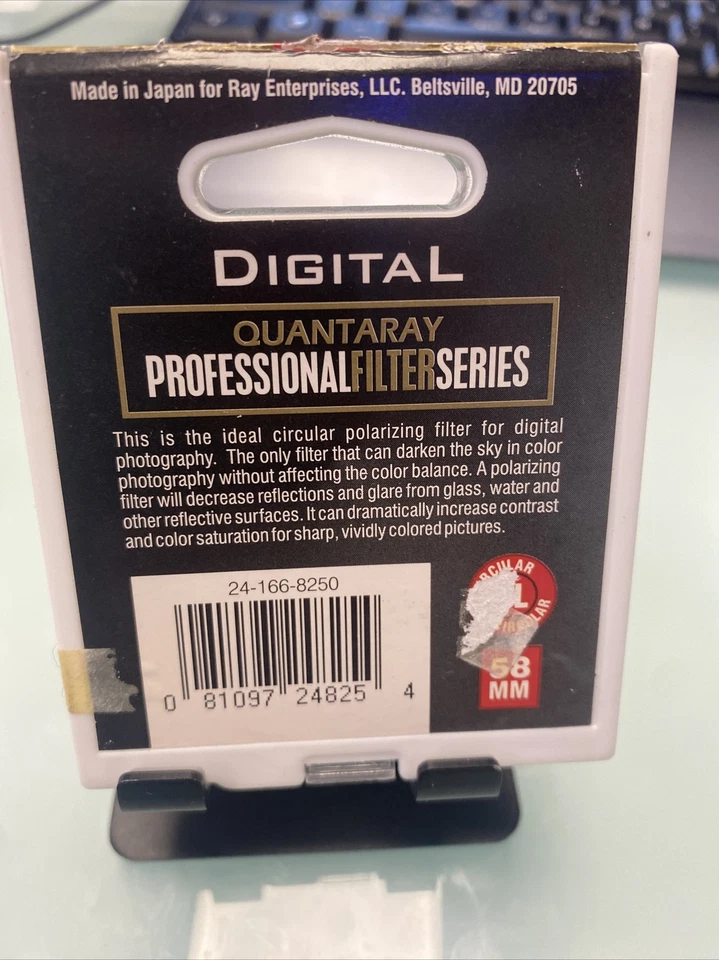 Made in Japan for Ray Enterprises, LLC. Beltsville, MD 20705
DIGITAL
QUANTARAY
PROFESSIONALFILTERSERIES
This is the ideal circular polarizing filter for digital
photography. The only filter that can darken the sky in color
photography without affecting the color balance. A polarizing
filter will decrease reflections and glare from glass, water and
other reflective surfaces. It can dramatically increase contrast
and color saturation for sharp, vividly colored pictures.
24-166-8250
0 81097 24825 4
58
MM